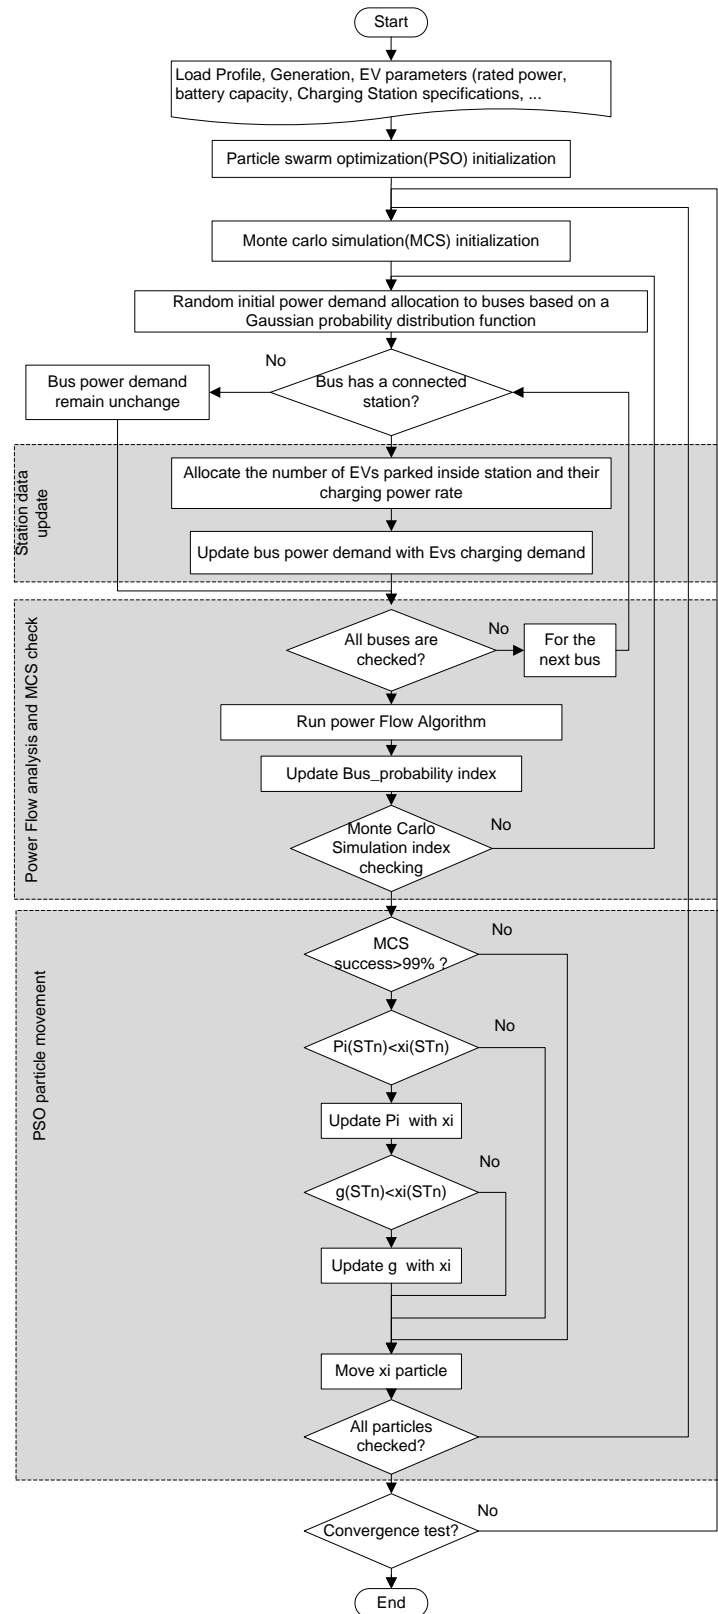 Start
Load Profile, Generation, EV parameters (rated power,
battery capacity, Charging Station specifications, ...
Particle swarm optimization(PSO) initialization
Monte carlo simulation(MCS) initialization
Random initial power demand allocation to buses based on a
Gaussian probability distribution function
No
Bus has a connected
station?
Bus power demand
remain unchange
Station data
update
Allocate the number of EVs parked inside station and their
charging power rate
Update bus power demand with Evs charging demand
Power Flow analysis and MCS check
All buses are
checked?
No
For the
next bus
Run power Flow Algorithm
Update Bus_probability index
Monte Carlo
Simulation index
checking
No
PSO particle movement
MCS
success>99% ?
No
Pi(STn)<xi(STn)
No
Update Pi  with xi
No
g(STn)<xi(STn)
Update g  with xi
Move xi particle
All particles
checked?
Convergence test?
No
End